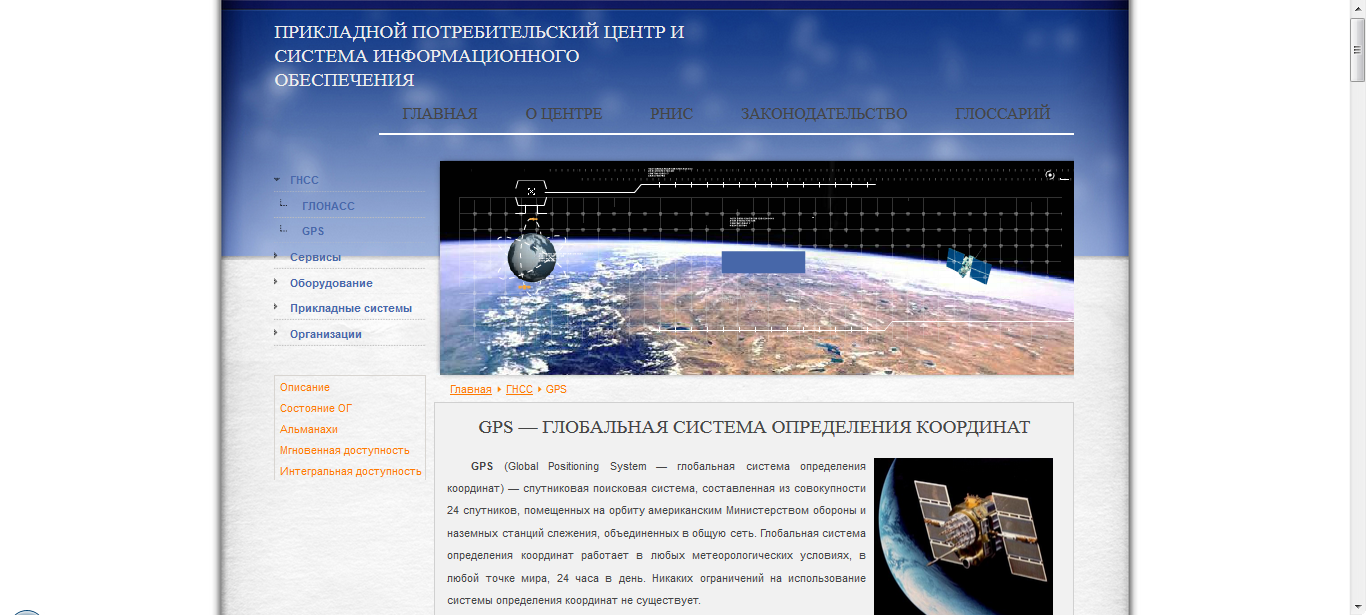 ПРИКЛАДНОЙ ПОТРЕБИТЕЛЬСКИЙ ЦЕНТР И
СИСТЕМА ИНФОРМАЦИОННОГО
ОБЕСПЕЧЕНИЯ
ГЛАВНАЯ О ЦЕНТРЕ РНИС ЗАКОНОДАТЕЛЬСТВО ГЛОССАРИЙ
ГНСС
ГЛОНАСС
GPS
Сервисы
Оборудование
Прикладные системы
Организации
Описание
Состояние ОГ
Альманахи
Мгновенная доступность
Интегральная доступность
Главная ГНСС GPS
GPS — ГЛОБАЛЬНАЯ СИСТЕМА ОПРЕДЕЛЕНИЯ КООРДИНАТ
GPS (Global Positioning System — глобальная система определения
координат) — спутниковая поисковая система, составленная из совокупности
24 спутников, помещенных на орбиту американским Министерством обороны и
наземных станций слежения, объединенных в общую сеть. Глобальная система
определения координат работает в любых метеорологических условиях, в
любой точке мира, 24 часа в день. Никаких ограничений на использование
системы определения координат не существует.